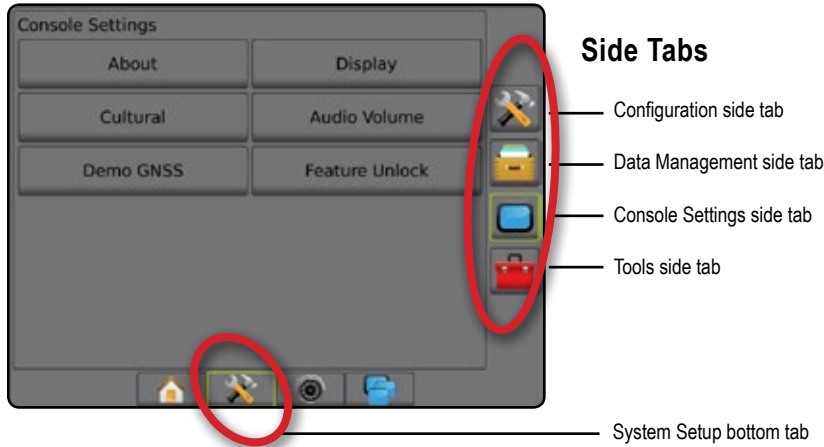 Console Settings
About
Display
Cultural
Audio Volume
Demo GNSS
Feature Unlock
Side Tabs
Configuration side tab
Data Management side tab
Console Settings side tab
Tools side tab
System Setup bottom tab